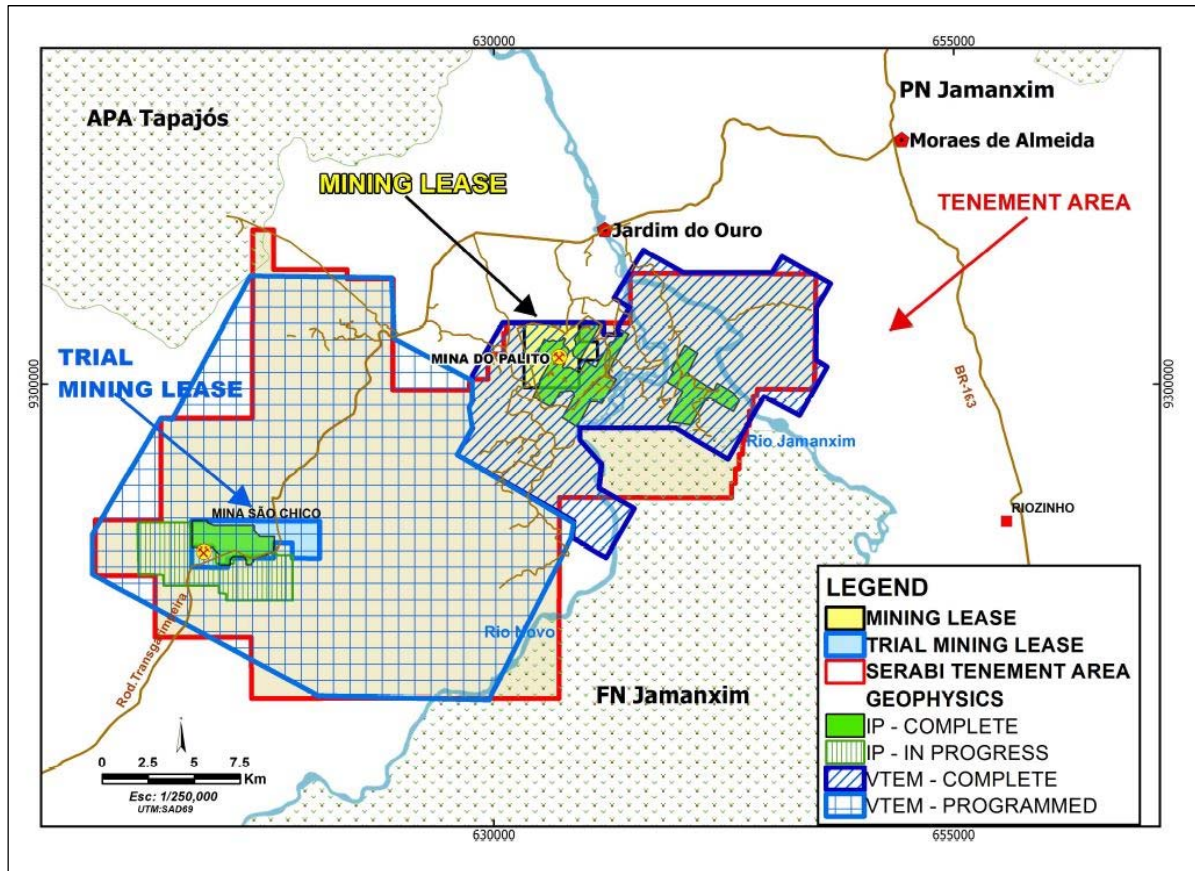 630000
655000
APA Tapajós
PN Jamanxim
Moraes de Almeida
MINING LEASE
TENEMENT AREA
Jardim do Ouro
MINA DO PALITO
TRIAL
MINING LEASE
9300000
9300000
BR-163
Rio Jamanxim
MINA SÃO CHICO
RIOZINHO
Rod.Transgarimpeira
Rio Novo
FN Jamanxim
0 2.5 5 7.5
Km
Esc: 1/250,000
UTM:SAD69
LEGEND
MINING LEASE
TRIAL MINING LEASE
SERABI TENEMENT AREA
GEOPHYSICS
IP - COMPLETE
IP - IN PROGRESS
VTEM - COMPLETE
VTEM - PROGRAMMED
630000
655000